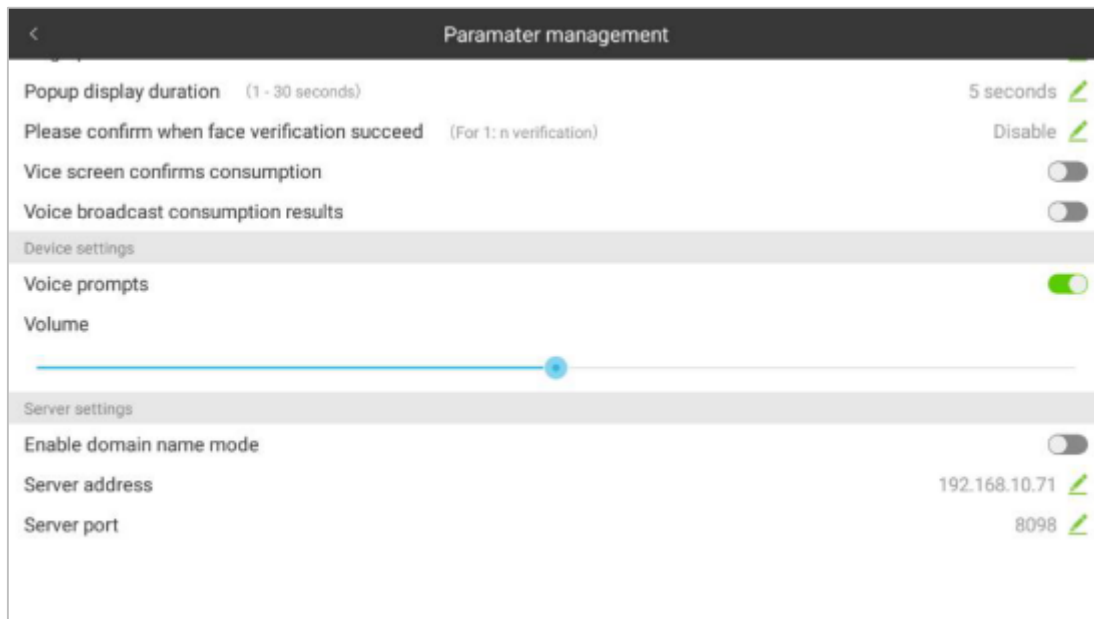 Paramater management
Popup display duration (1 - 30 seconds) 5 seconds
Please confirm when face verification succeed (For 1: n verification) Disable
Vice screen confirms consumption
Voice broadcast consumption results
Device settings
Voice prompts
Volume
Server settings
Enable domain name mode
Server address 192.168.10.71
Server port 8098